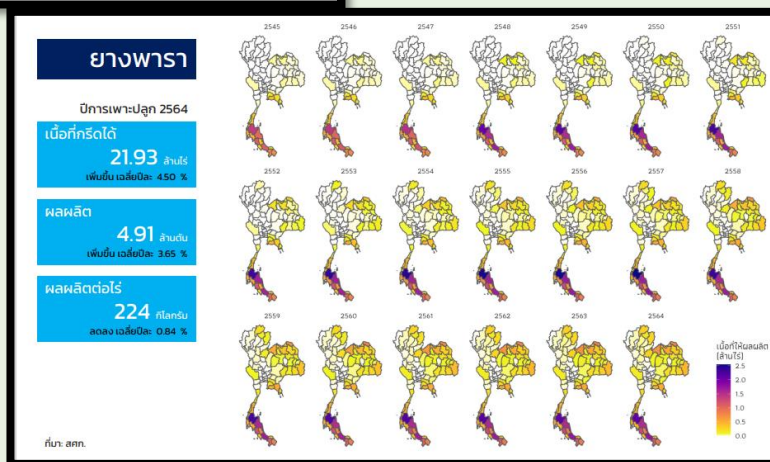 ยางพารา
ปีการเพาะปลูก 2564
เนื้อที่กรีดได้
21.93 ล้านไร่
เพิ่มขึ้น เฉลี่ยปีละ 4.50 %
ผลผลิต
4.91 ล้านตัน
เพิ่มขึ้น เฉลี่ยปีละ 3.65 %
ผลผลิตต่อไร่
224 กิโลกรัม
ลดลง เฉลี่ยปีละ 0.84 %
ที่มา: สศก.
2545 2546 2547 2548 2549 2550 2551
2552 2553 2554 2555 2556 2557 2558
2559 2560 2561 2562 2563 2564
เนื้อที่ให้ผลผลิต
(ล้านไร่)
2.5
2.0
1.5
1.0
0.5
0.0